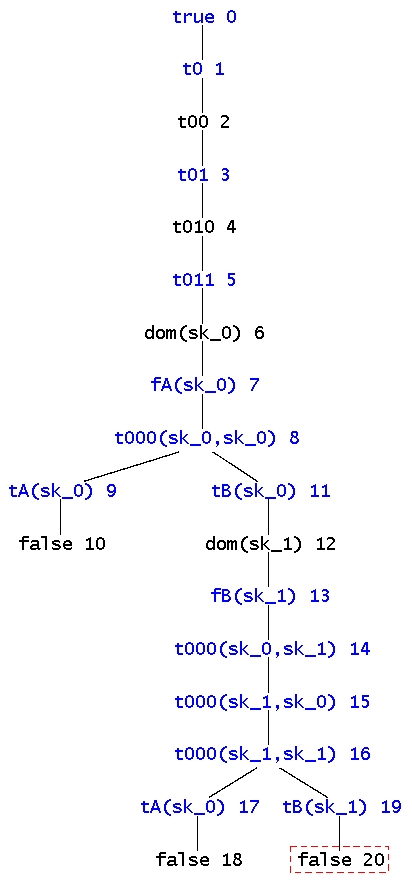 true 0
t0 1
t00 2
t01 3
t010 4
t011 5
dom(sk_0) 6
fA(sk_0) 7
t000(sk_0,sk_0) 8
tA(sk_0) 9 tB(sk_0) 11
false 10 dom(sk_1) 12
fB(sk_1) 13
t000(sk_0,sk_1) 14
t000(sk_1,sk_0) 15
t000(sk_1,sk_1) 16
tA(sk_0) 17 tB(sk_1) 19
false 18 false 20